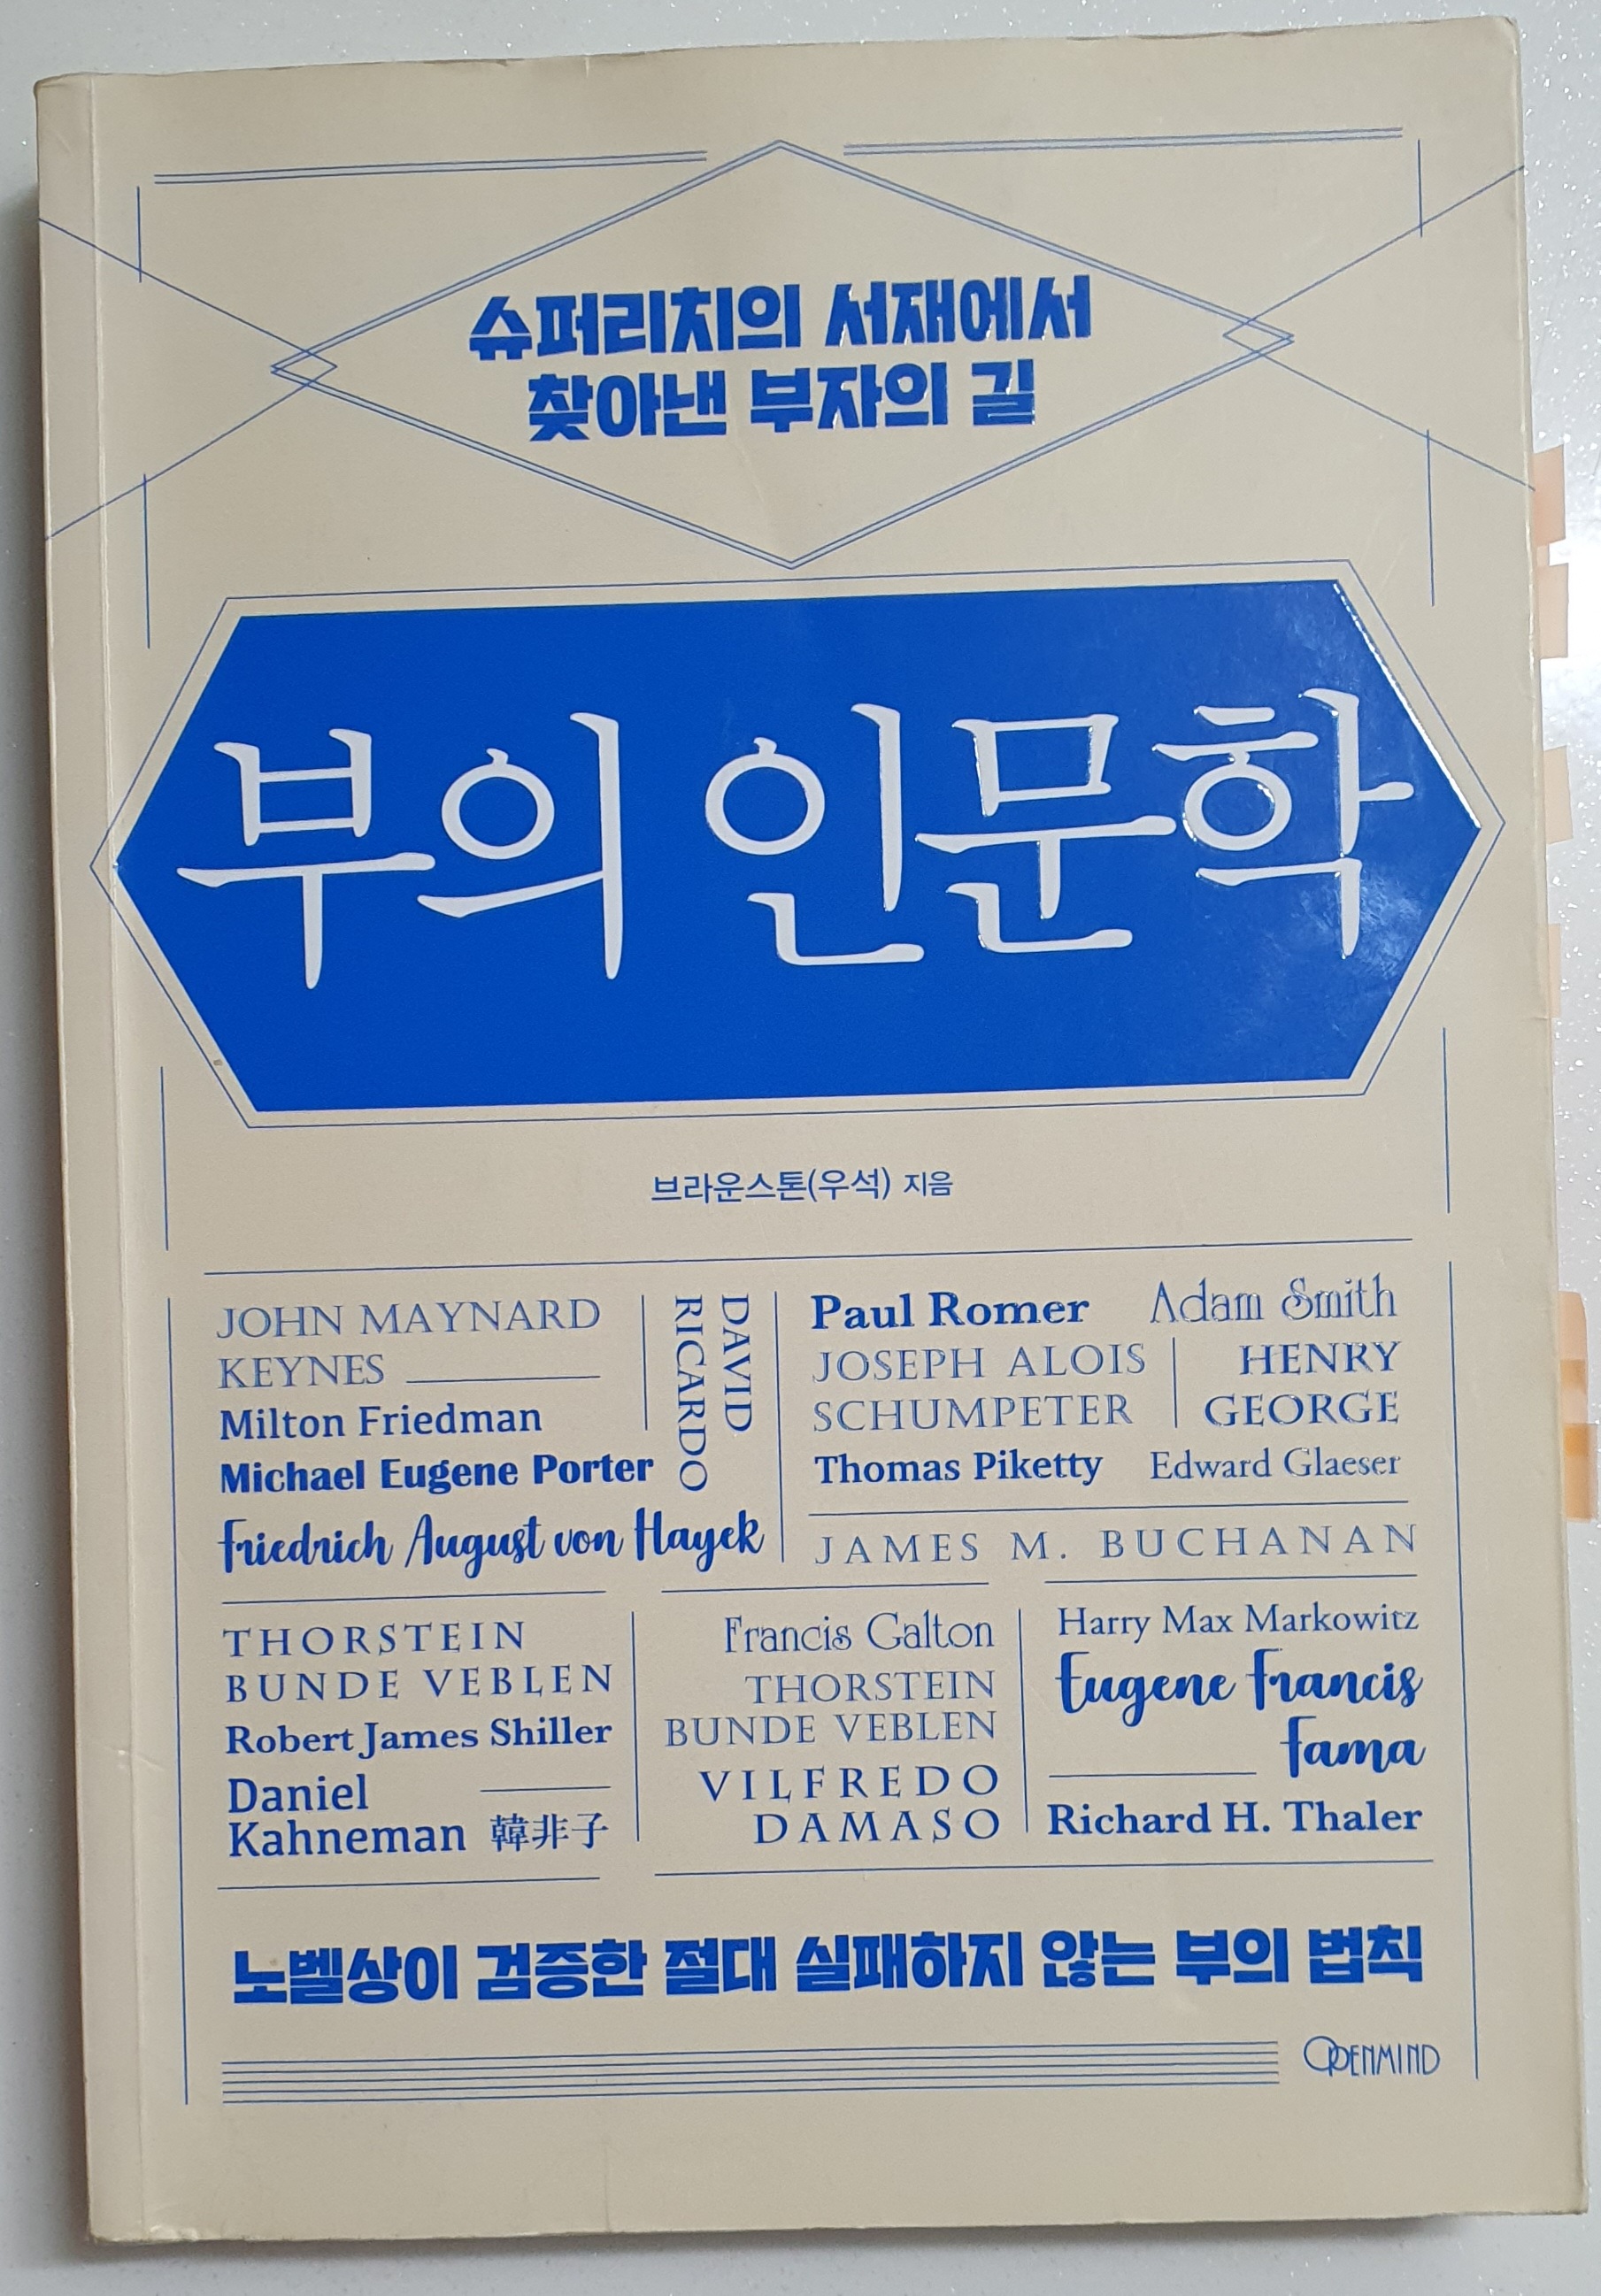 슈퍼리치의 서재에서
찾아낸 부자의 길
부의 인문학
브라운스톤(우석) 지음
JOHN MAYNARD
KEYNES
Milton Friedman
Michael Eugene Porter
Friedrich August von Hayek
DAVID
RICARDO
Paul Romer
Adam Smith
JOSEPH ALOIS
SCHUMPETER
HENRY
GEORGE
Thomas Piketty
Edward Glaeser
JAMES M. BUCHANAN
THORSTEIN
BUNDE VEBLEN
Robert James Shiller
Daniel
Kahneman 韓非子
Francis Galton
THORSTEIN
BUNDE VEBLEN
VILFREDO
DAMASO
Harry Max Markowitz
Eugene Francis
Fama
Richard H. Thaler
노벨상이 검증한 절대 실패하지 않는 부의 법칙
OPENMIND